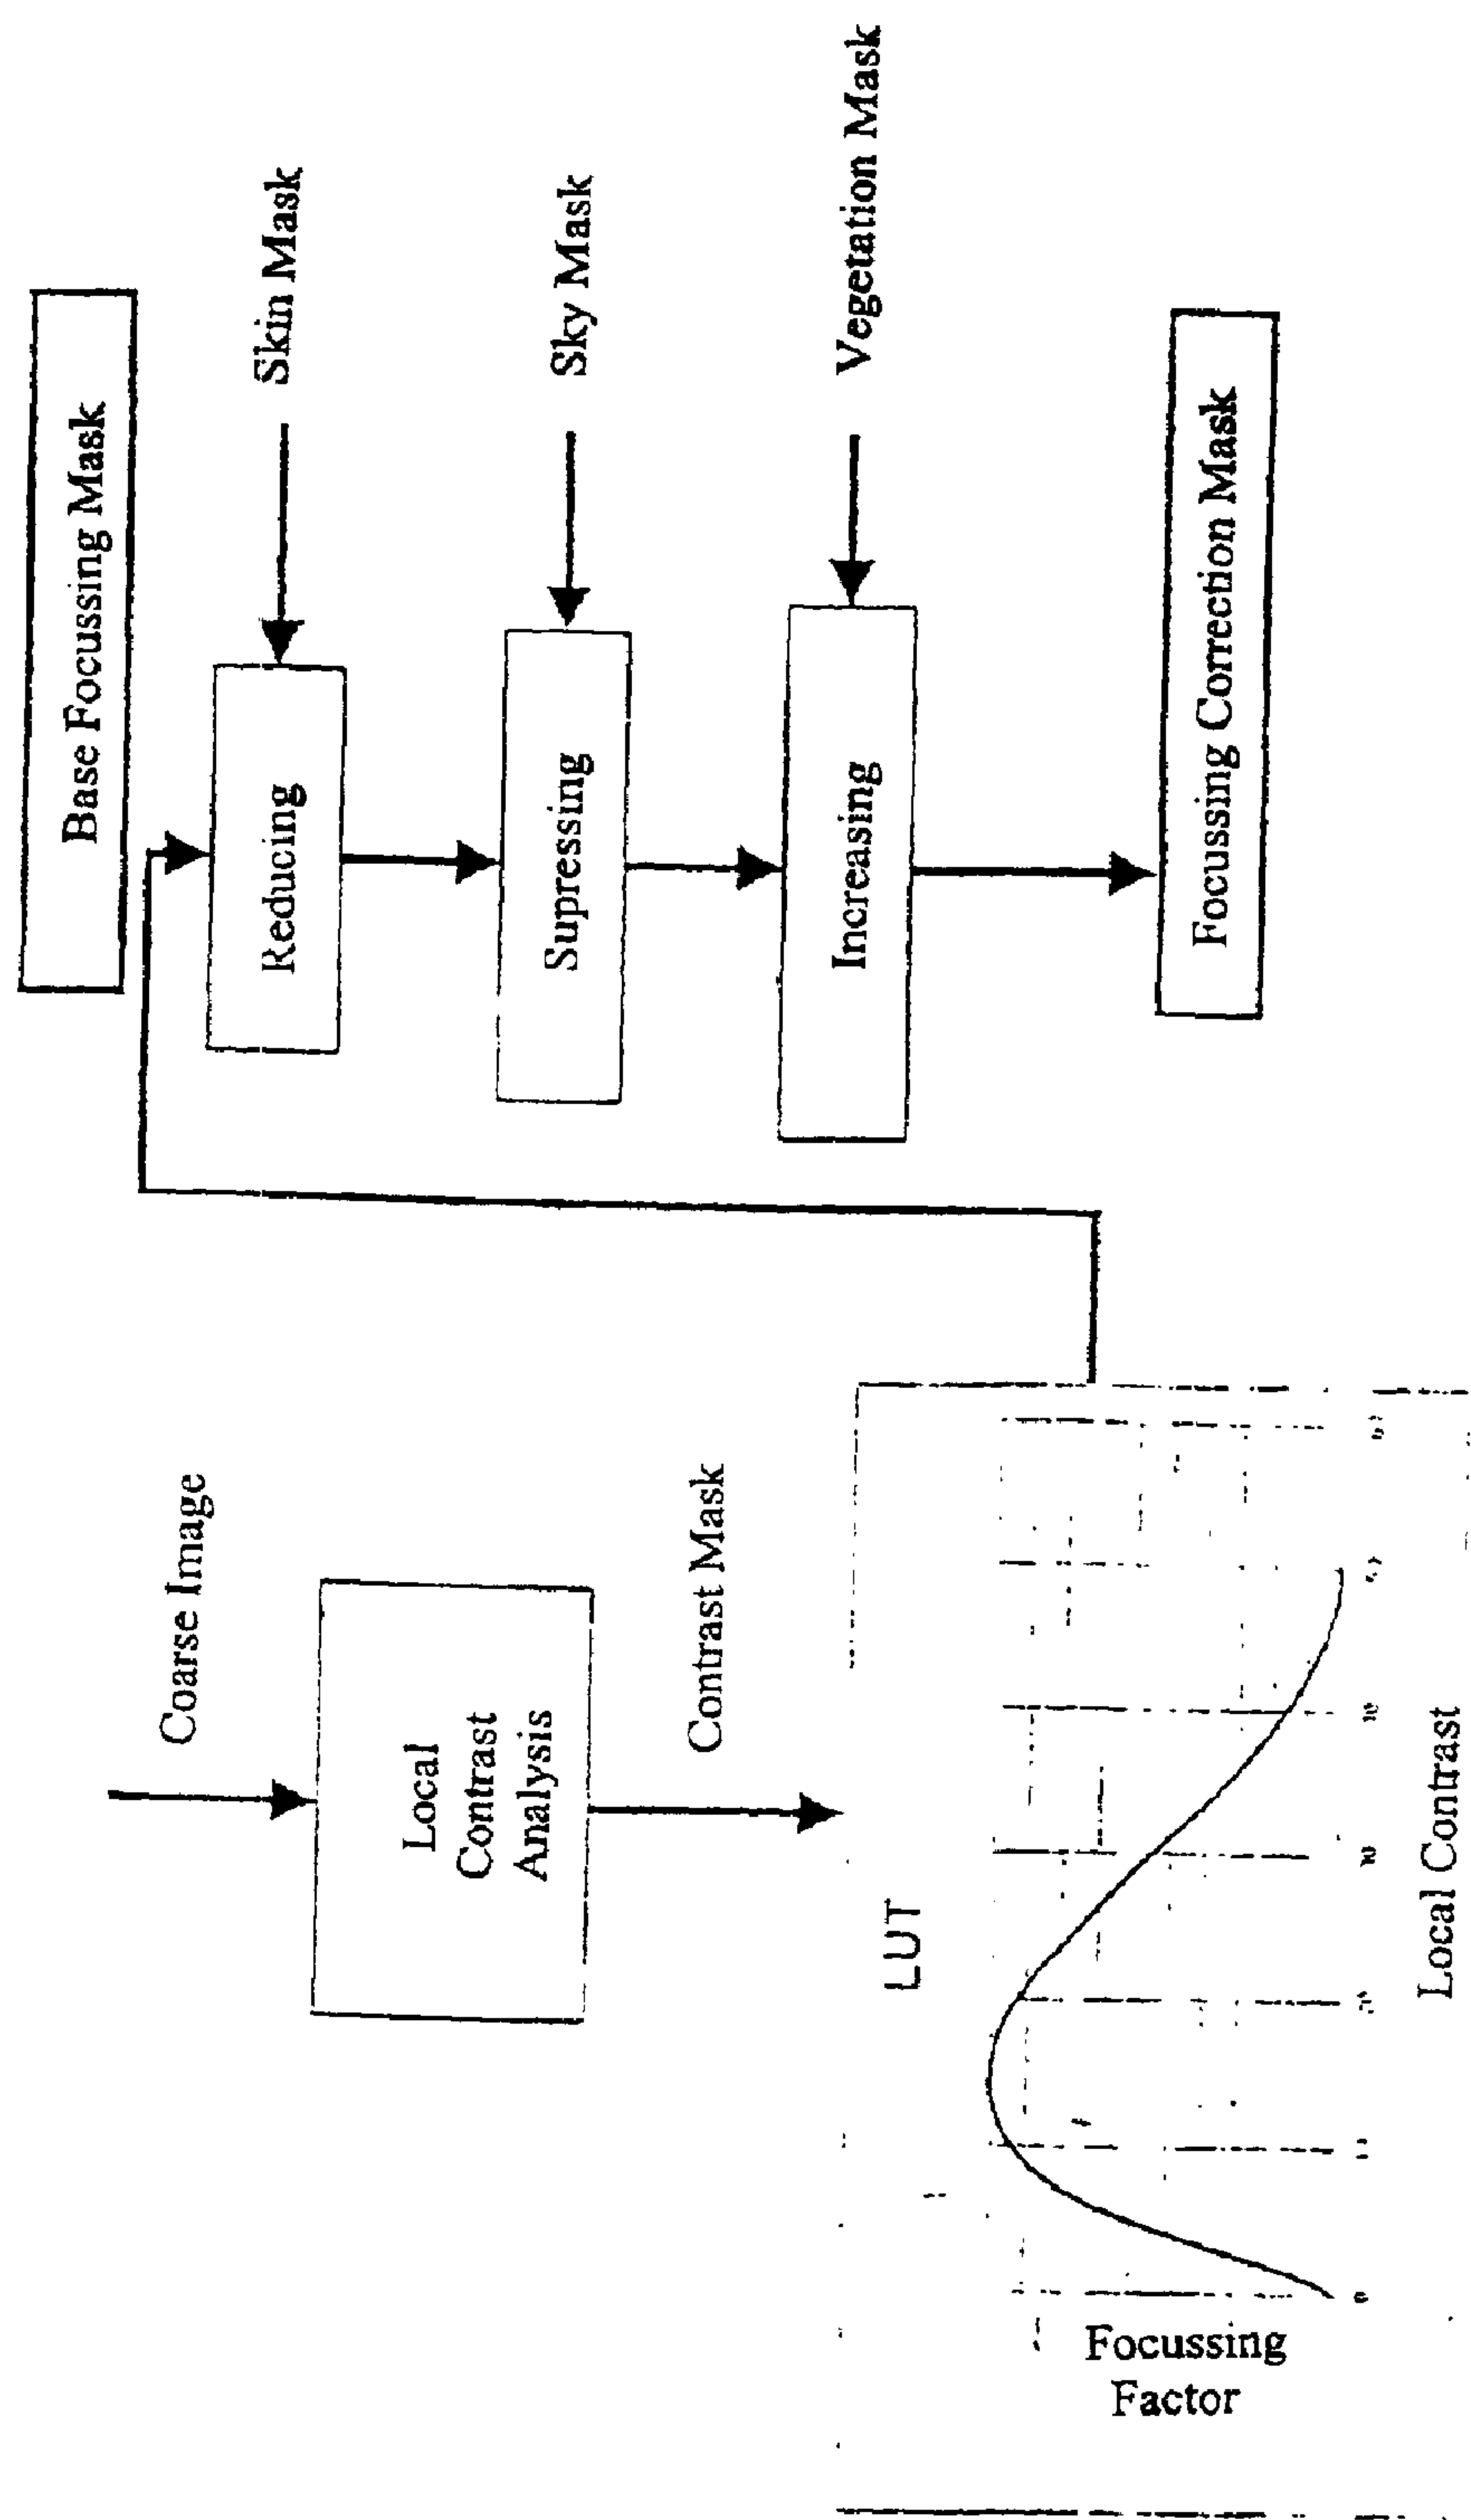 Coarse Image
Local
Contrast
Analysis
Contrast Mask
LUT
Focussing
Factor
Local Contrast
Base Focussing Mask
Reducing
Skin Mask
Supressing
Sky Mask
Increasing
Vegetation Mask
Focussing Correction Mask